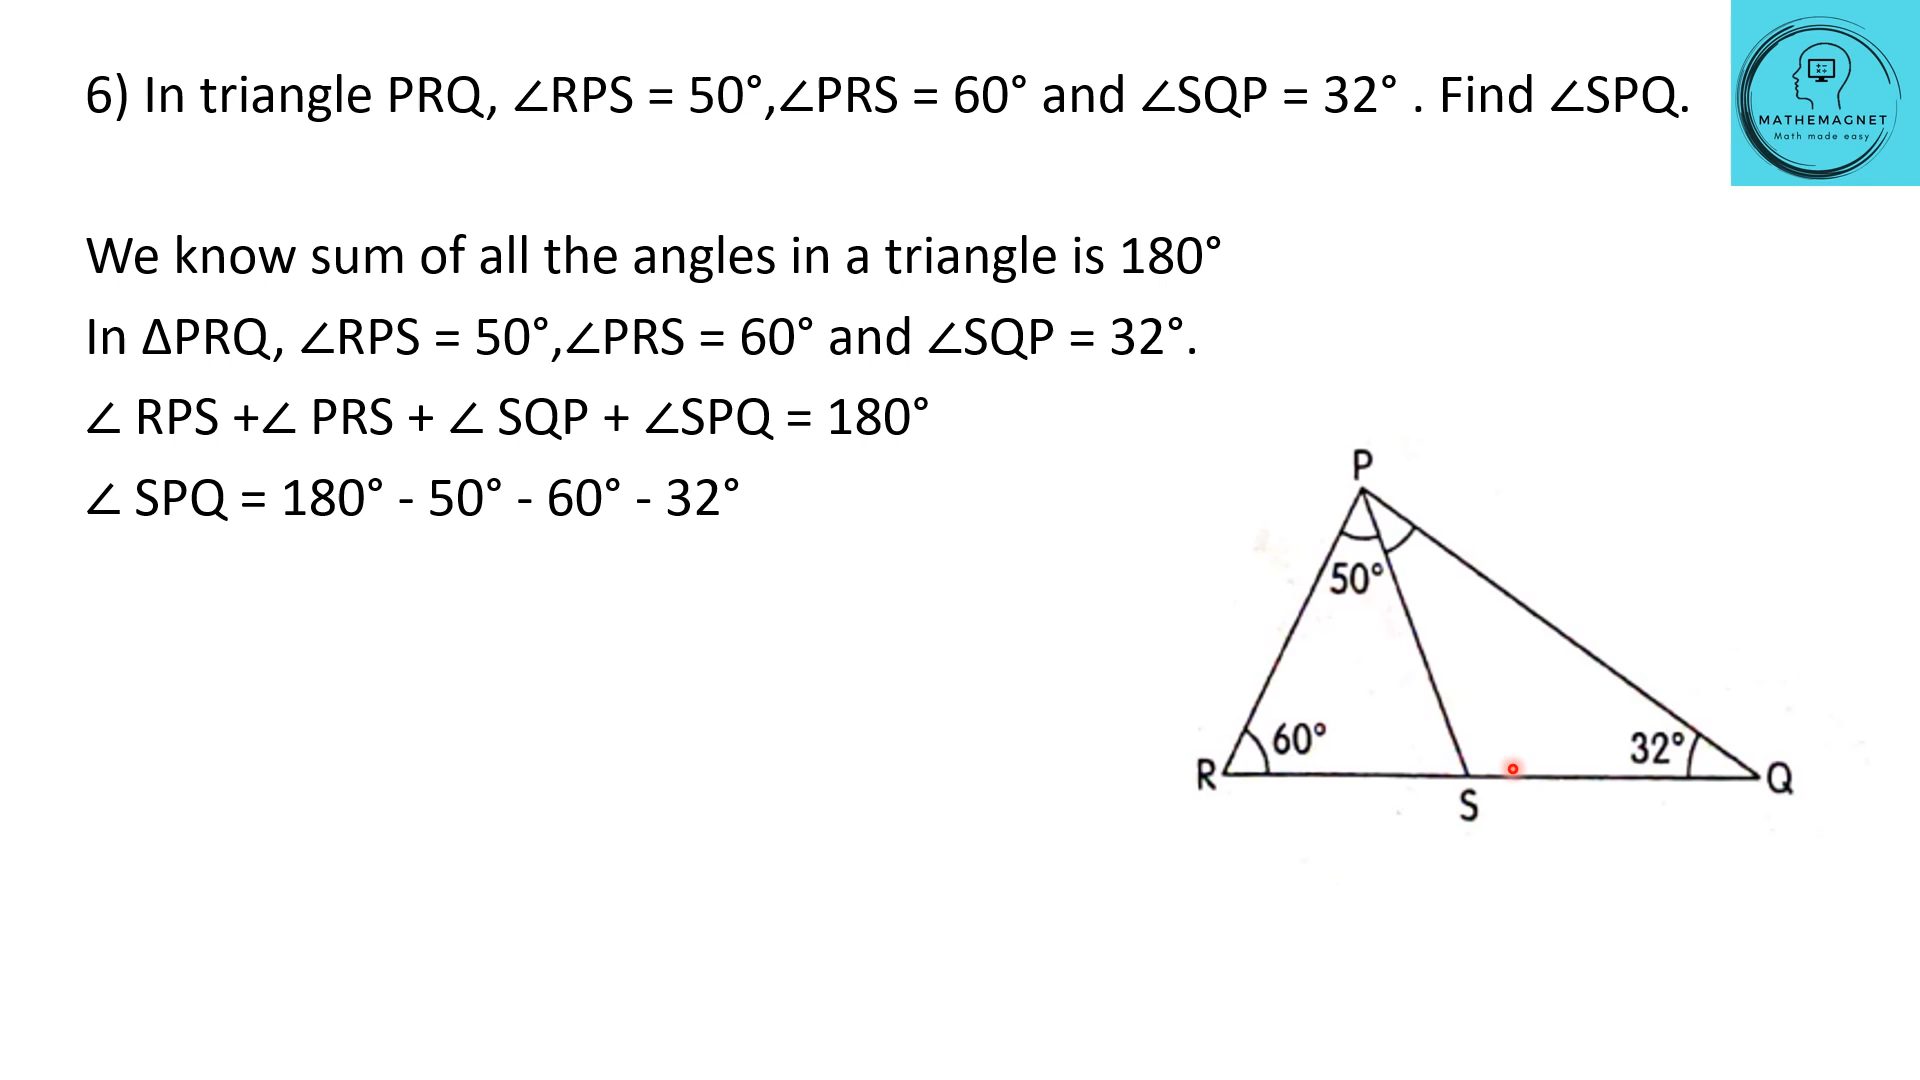 6) In triangle PRQ, ∠RPS = 50°,∠PRS = 60° and ∠SQP = 32° . Find ∠SPQ.
MATHEMAGNET
Math made easy
We know sum of all the angles in a triangle is 180°
In ∆PRQ, ∠RPS = 50°,∠PRS = 60° and ∠SQP = 32°.
∠ RPS +∠ PRS + ∠ SQP + ∠SPQ = 180°
∠ SPQ = 180° - 50° - 60° - 32°
P
50°
60°
32°
R
Q
S